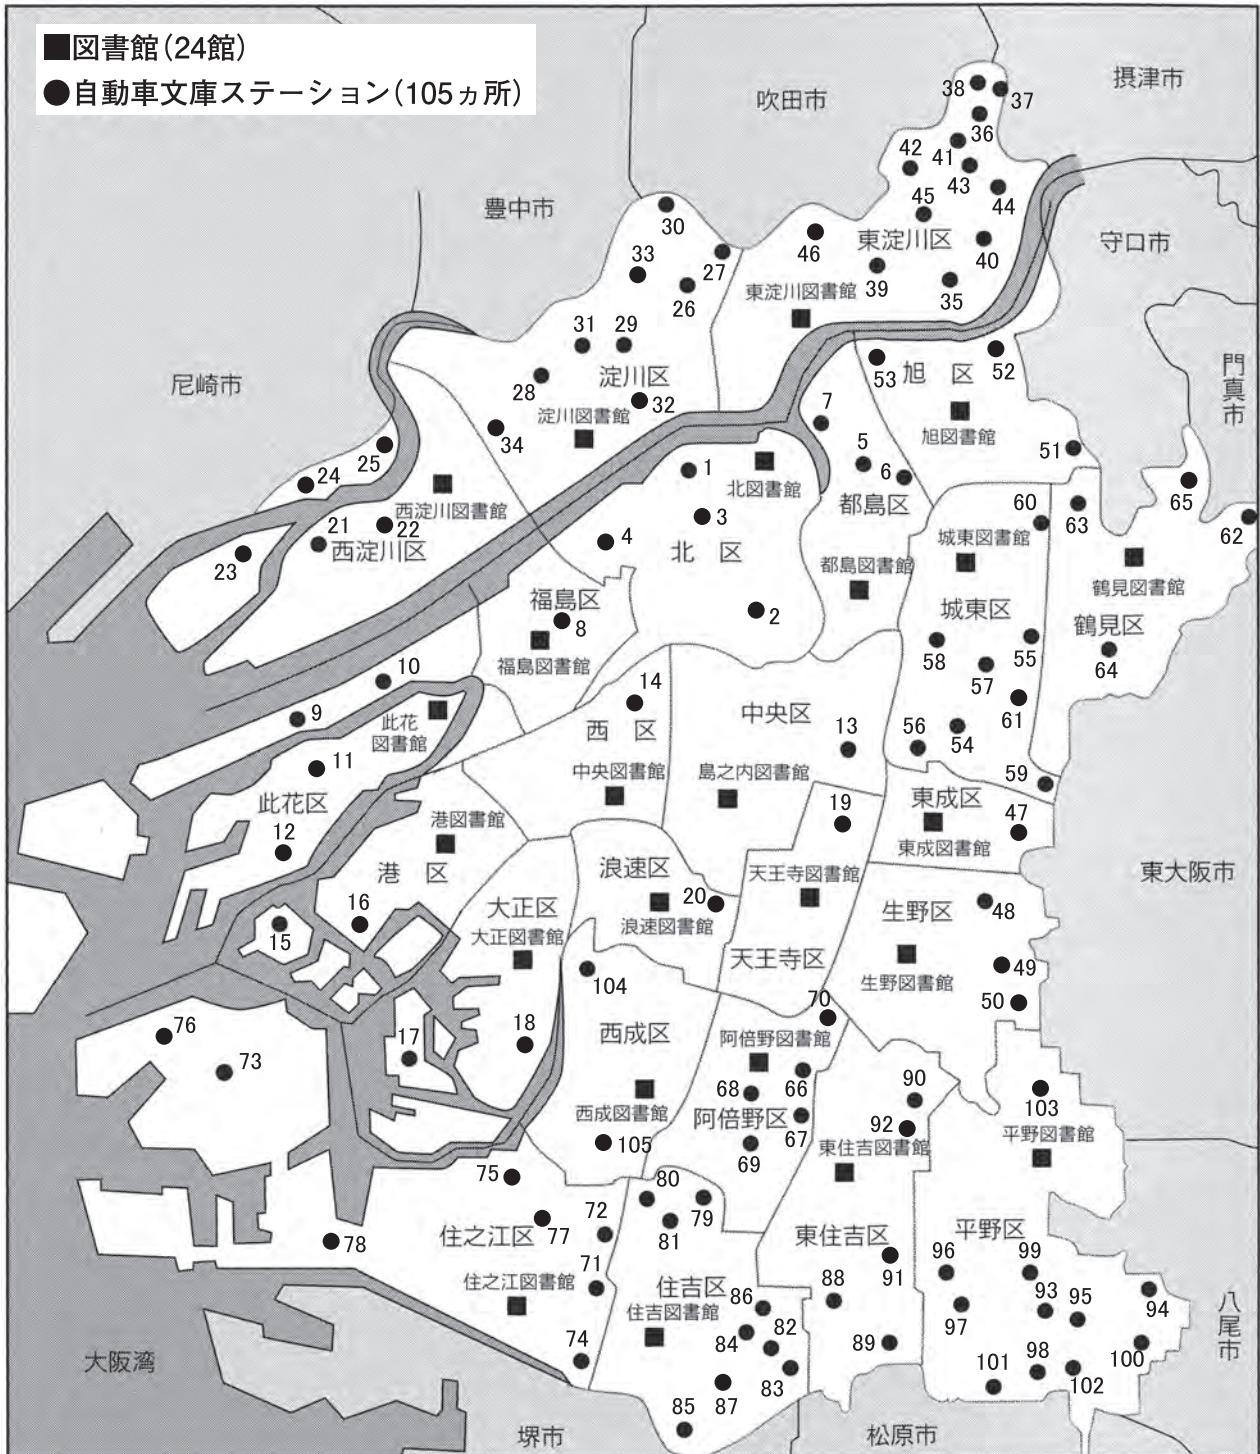 ■図書館(24館)
●自動車文庫ステーション(105ヵ所)
摂津市
吹田市
豊中市
守口市
門真市
尼崎市
東大阪市
八尾市
松原市
堺市
大阪湾
38
37
36
42
41
43
44
45
東淀川区
46
40
39
35
東淀川図書館
30
33
27
26
31
29
淀川区
28
32
淀川図書館
34
25
24
西淀川図書館
21
22
西淀川区
23
53
旭 区
52
旭図書館
51
7
5
6
都島区
都島図書館
1
北図書館
3
4
北 区
2
福島区
8
福島図書館
60
城東図書館
城東区
58
55
57
61
56
54
59
63
65
62
鶴見図書館
鶴見区
64
10
9
此花
図書館
11
此花区
12
14
西 区
中央図書館
中央区
13
島之内図書館
19
天王寺図書館
天王寺区
東成区
47
東成図書館
港図書館
港 区
16
15
浪速区
20
浪速図書館
大正区
大正図書館
18
17
生野区
48
生野図書館
49
50
104
西成区
西成図書館
105
70
阿倍野図書館
66
68
阿倍野区
67
69
76
73
90
92
東住吉図書館
東住吉区
91
88
89
103
平野図書館
平野区
96
99
93
95
94
97
100
98
101
102
75
77
72
住之江区
78
71
住之江図書館
74
80
79
81
住吉区
86
住吉図書館
82
84
83
87
85